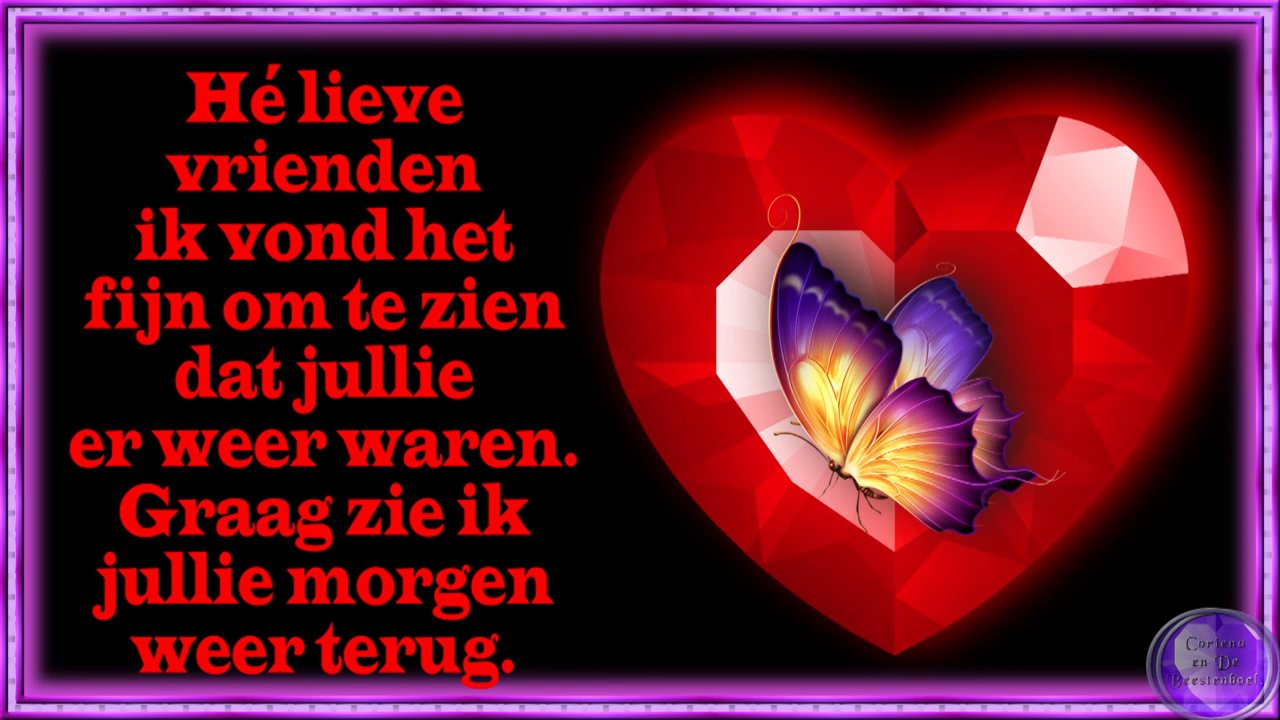 Hé lieve
vrienden
ik vond het
fijn om te zien
dat jullie
er weer waren.
Graag zie ik
jullie morgen
weer terug.
Coriena
en De
Beestenboel